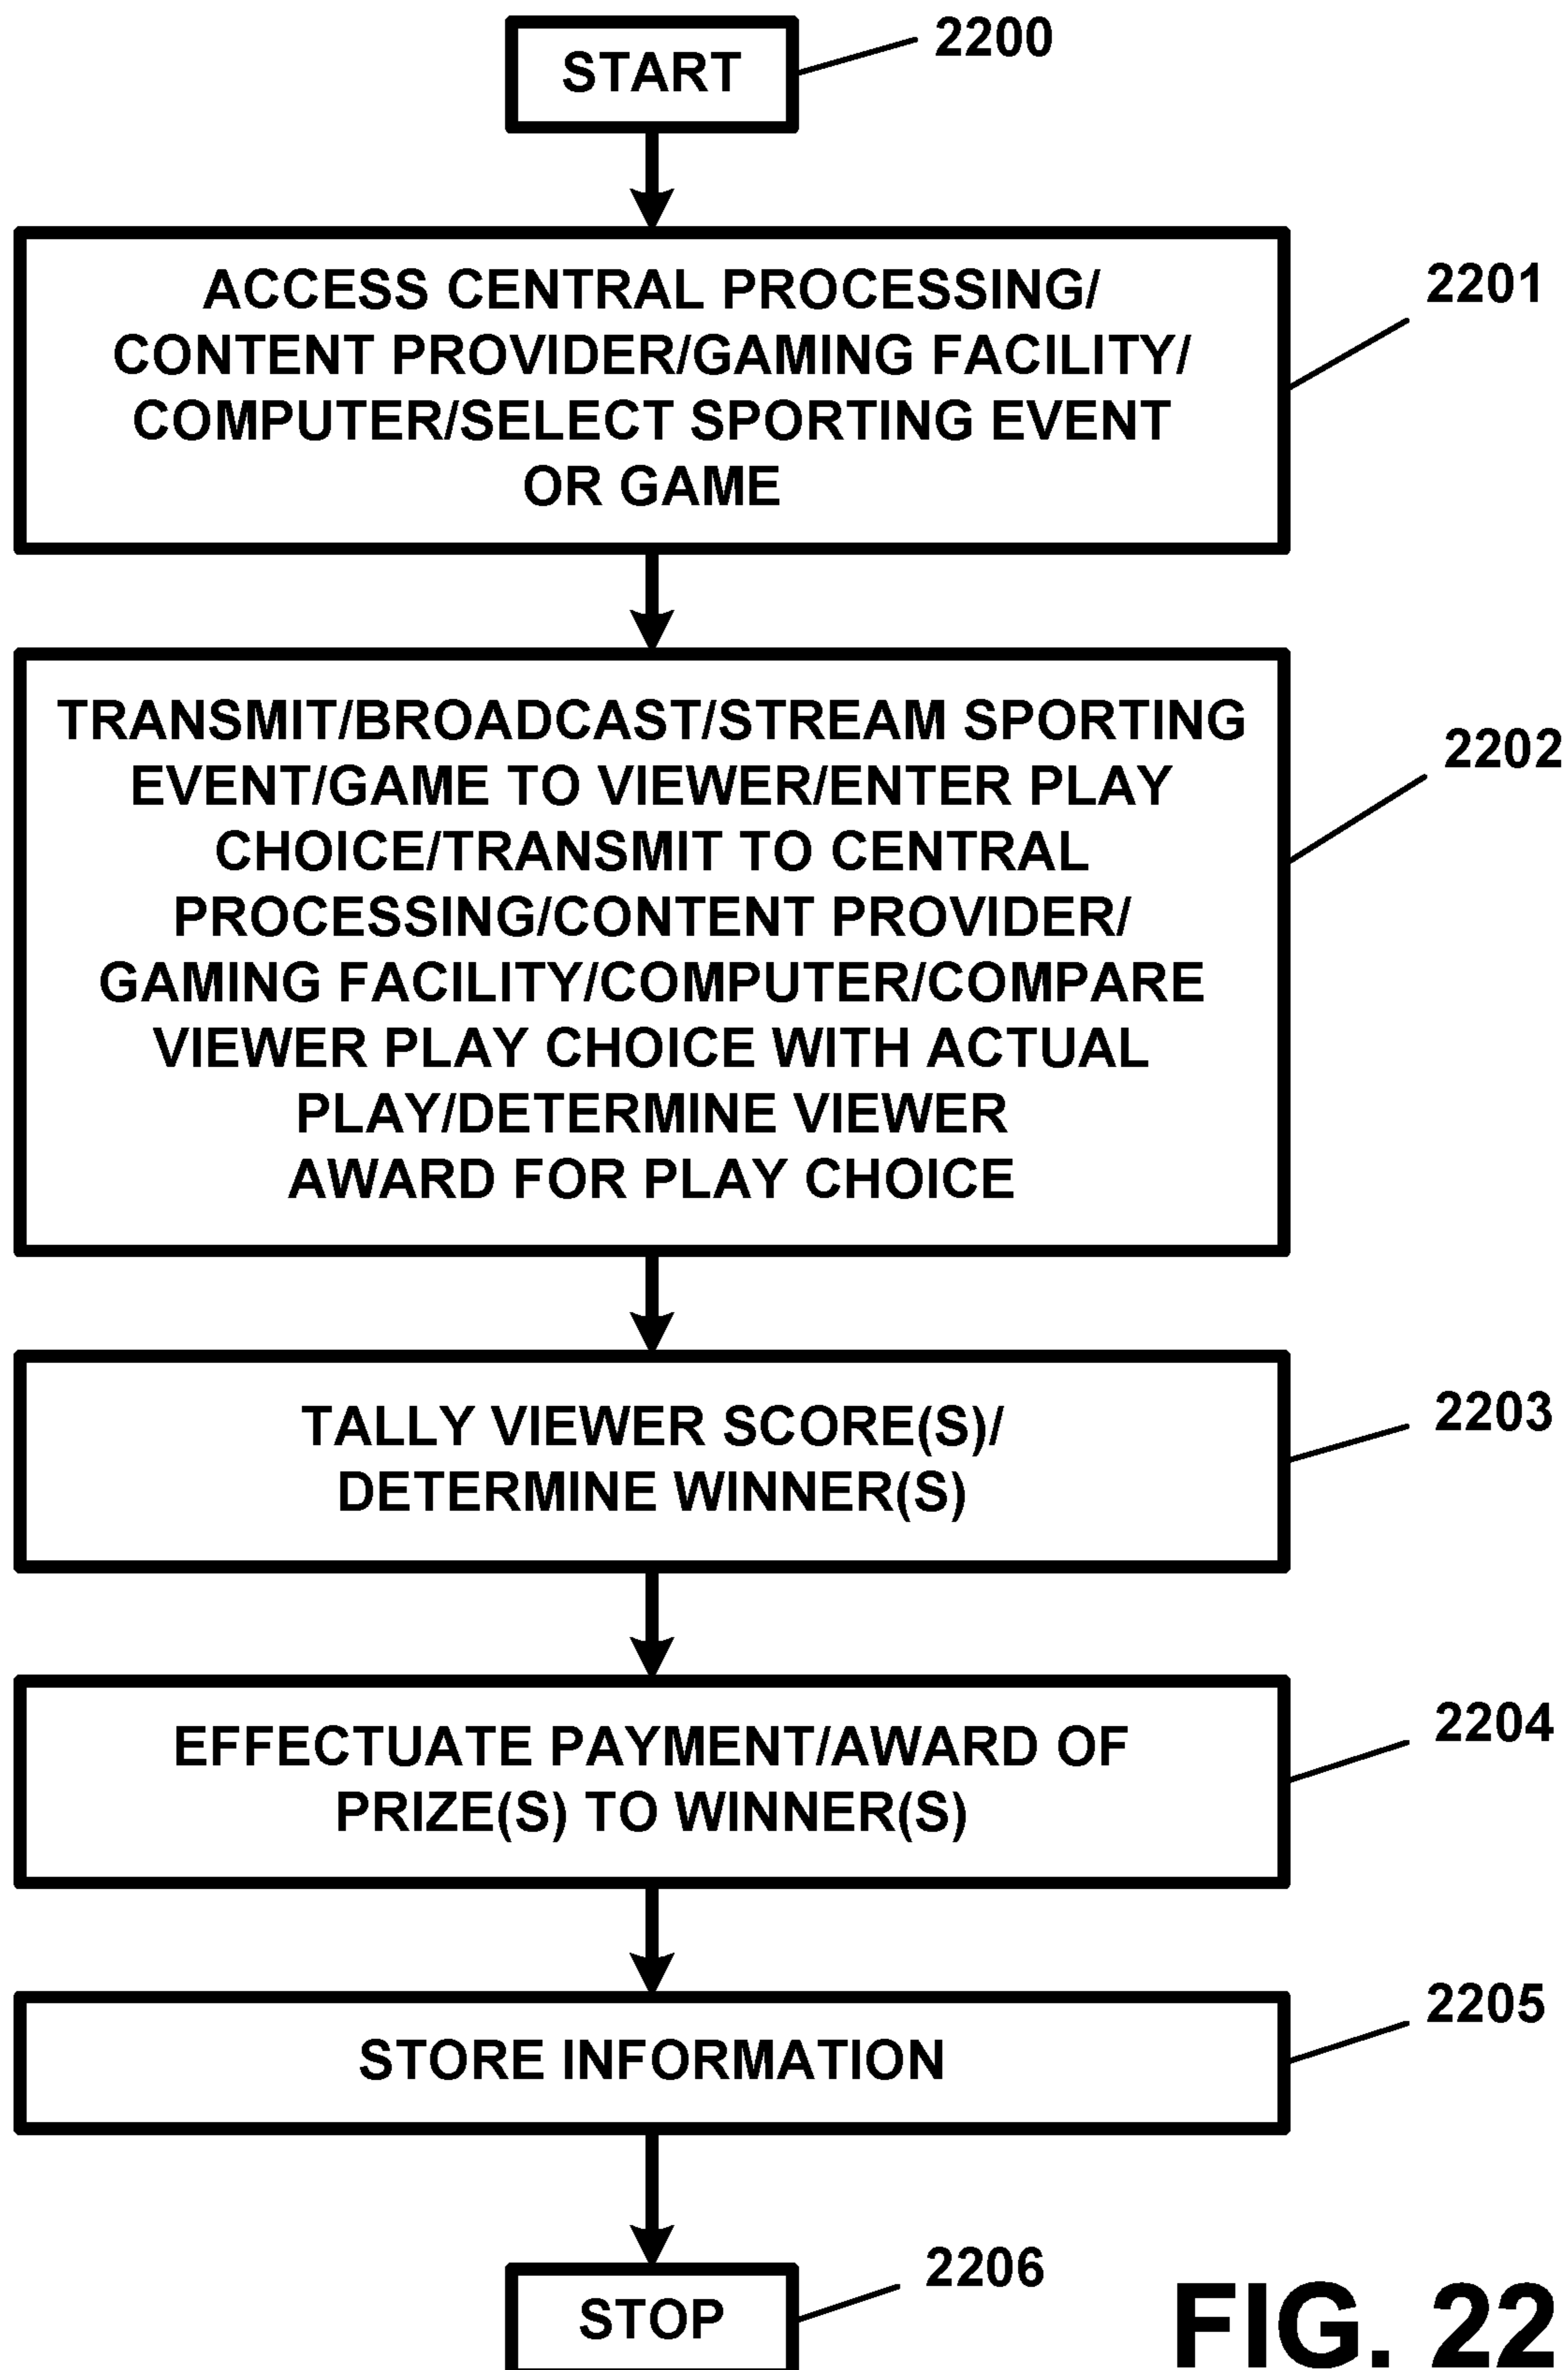 START
2200
ACCESS CENTRAL PROCESSING/
CONTENT PROVIDER/GAMING FACILITY/
COMPUTER/SELECT SPORTING EVENT
OR GAME
2201
TRANSMIT/BROADCAST/STREAM SPORTING
EVENT/GAME TO VIEWER/ENTER PLAY
CHOICE/TRANSMIT TO CENTRAL
PROCESSING/CONTENT PROVIDER/
GAMING FACILITY/COMPUTER/COMPARE
VIEWER PLAY CHOICE WITH ACTUAL
PLAY/DETERMINE VIEWER
AWARD FOR PLAY CHOICE
2202
TALLY VIEWER SCORE(S)/
DETERMINE WINNER(S)
2203
EFFECTUATE PAYMENT/AWARD OF
PRIZE(S) TO WINNER(S)
2204
STORE INFORMATION
2205
STOP
2206
FIG. 22